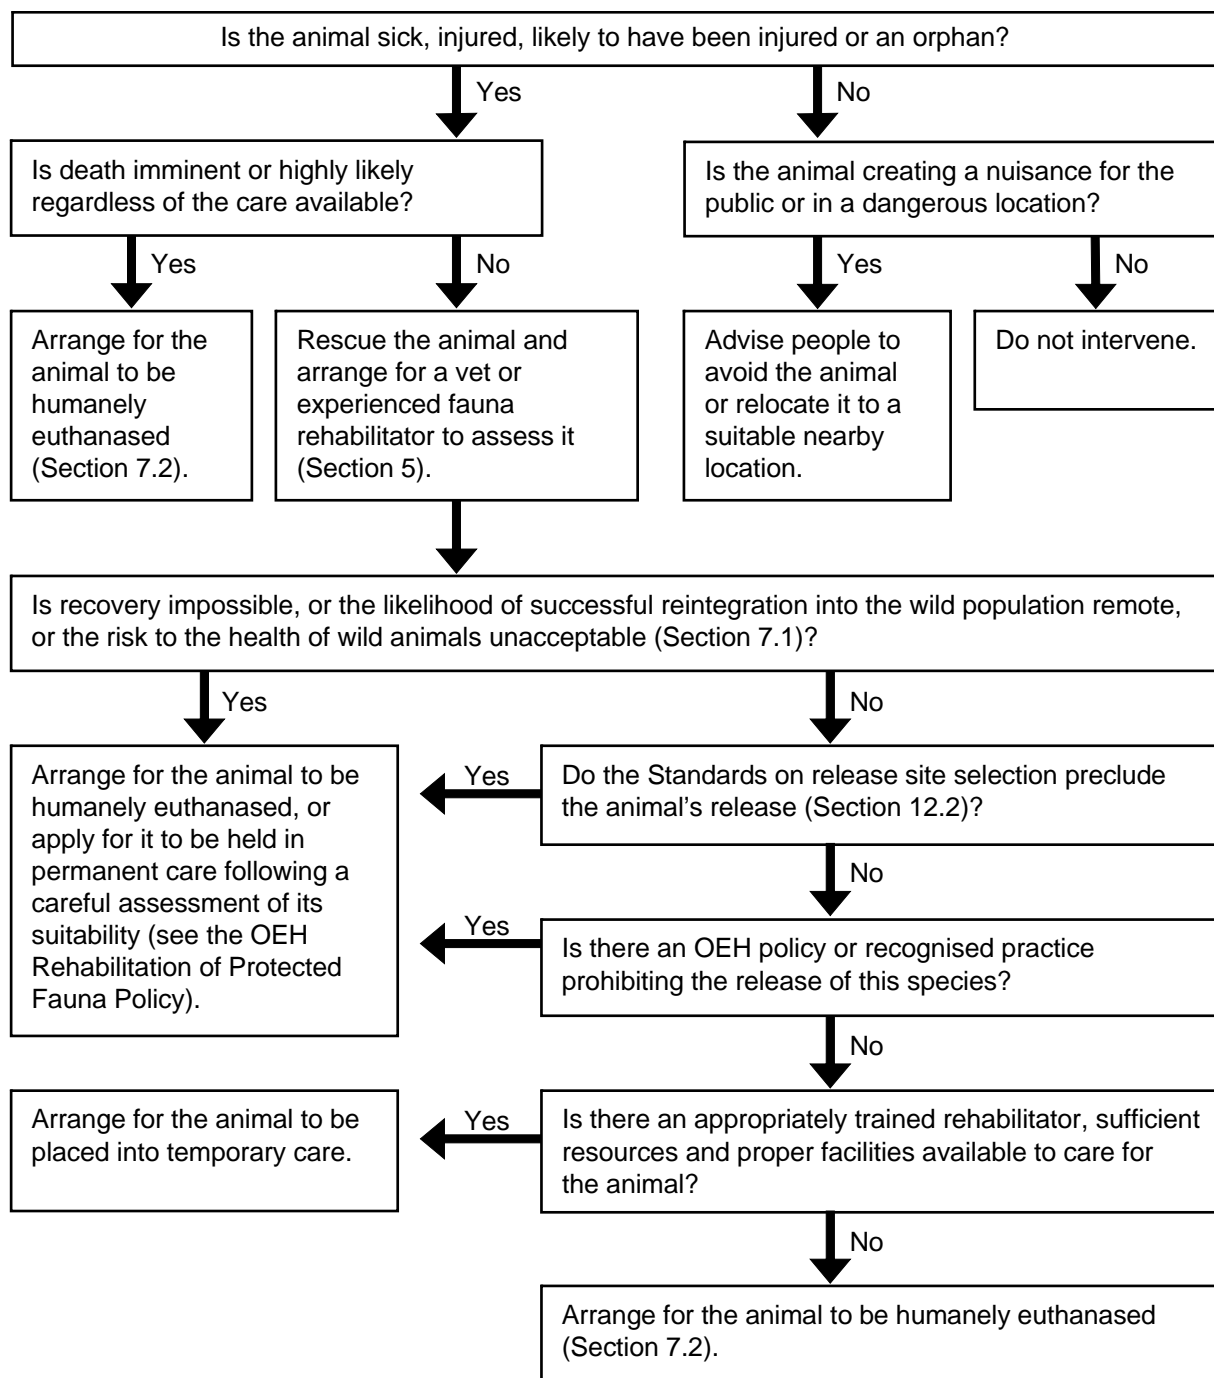 Is the animal sick, injured, likely to have been injured or an orphan?
Yes
No
Is death imminent or highly likely
regardless of the care available?
Is the animal creating a nuisance for the
public or in a dangerous location?
Yes
No
Yes
No
Arrange for the
animal to be
humanely
euthanased
(Section 7.2).
Rescue the animal and
arrange for a vet or
experienced fauna
rehabilitator to assess it
(Section 5).
Advise people to
avoid the animal
or relocate it to a
suitable nearby
location.
Do not intervene.
Is recovery impossible, or the likelihood of successful reintegration into the wild population remote,
or the risk to the health of wild animals unacceptable (Section 7.1)?
Yes
No
Arrange for the animal to be
humanely euthanased, or
apply for it to be held in
permanent care following a
careful assessment of its
suitability (see the OEH
Rehabilitation of Protected
Fauna Policy).
Yes
Do the Standards on release site selection preclude
the animal's release (Section 12.2)?
No
Yes
Is there an OEH policy or recognised practice
prohibiting the release of this species?
No
Arrange for the animal to be
placed into temporary care.
Yes
Is there an appropriately trained rehabilitator, sufficient
resources and proper facilities available to care for
the animal?
No
Arrange for the animal to be humanely euthanased
(Section 7.2).